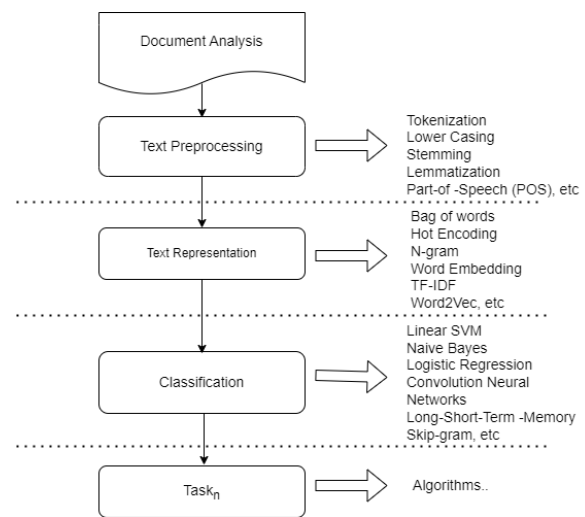 Document Analysis
Text Preprocessing
Tokenization
Lower Casing
Stemming
Lemmatization
Part-of -Speech (POS), etc
Text Representation
Bag of words
Hot Encoding
N-gram
Word Embedding
TF-IDF
Word2Vec, etc
Classification
Linear SVM
Naive Bayes
Logistic Regression
Convolution Neural
Networks
Long-Short-Term -Memory
Skip-gram, etc
Taskn
Algorithms..